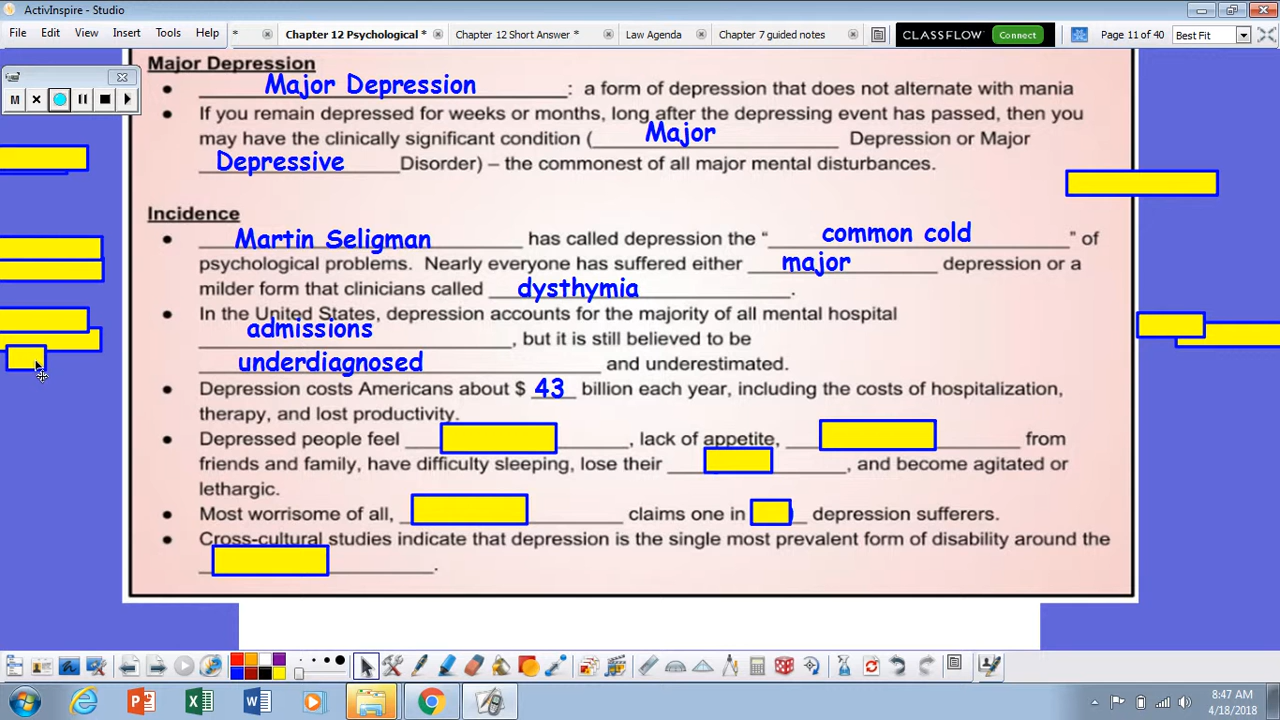 ActivInspire - Studio
File Edit View Insert Tools Help * Chapter 12 Psychological * Chapter 12 Short Answer * Law Agenda Chapter 7 guided notes CLASSFLOW Connect Page 11 of 40 Best Fit
Major Depression
• Major Depression : a form of depression that does not alternate with mania
• If you remain depressed for weeks or months, long after the depressing event has passed, then you
may have the clinically significant condition ( Major Depression or Major
Depressive Disorder) – the commonest of all major mental disturbances.
Incidence
• Martin Seligman has called depression the “ common cold ” of
psychological problems. Nearly everyone has suffered either major depression or a
milder form that clinicians called dysthymia .
• In the United States, depression accounts for the majority of all mental hospital
admissions , but it is still believed to be
underdiagnosed and underestimated.
• Depression costs Americans about $ 43 billion each year, including the costs of hospitalization,
therapy, and lost productivity.
• Depressed people feel , lack of appetite, from
friends and family, have difficulty sleeping, lose their , and become agitated or
lethargic.
• Most worrisome of all, claims one in depression sufferers.
• Cross-cultural studies indicate that depression is the single most prevalent form of disability around the
.
8:47 AM
4/18/2018